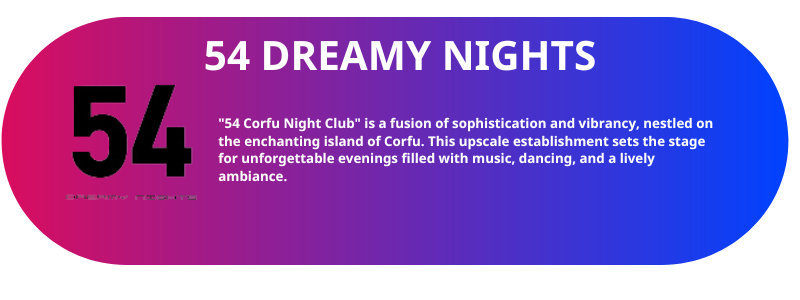 54 DREAMY NIGHTS
54
"54 Corfu Night Club" is a fusion of sophistication and vibrancy, nestled on
the enchanting island of Corfu. This upscale establishment sets the stage
for unforgettable evenings filled with music, dancing, and a lively
ambiance.